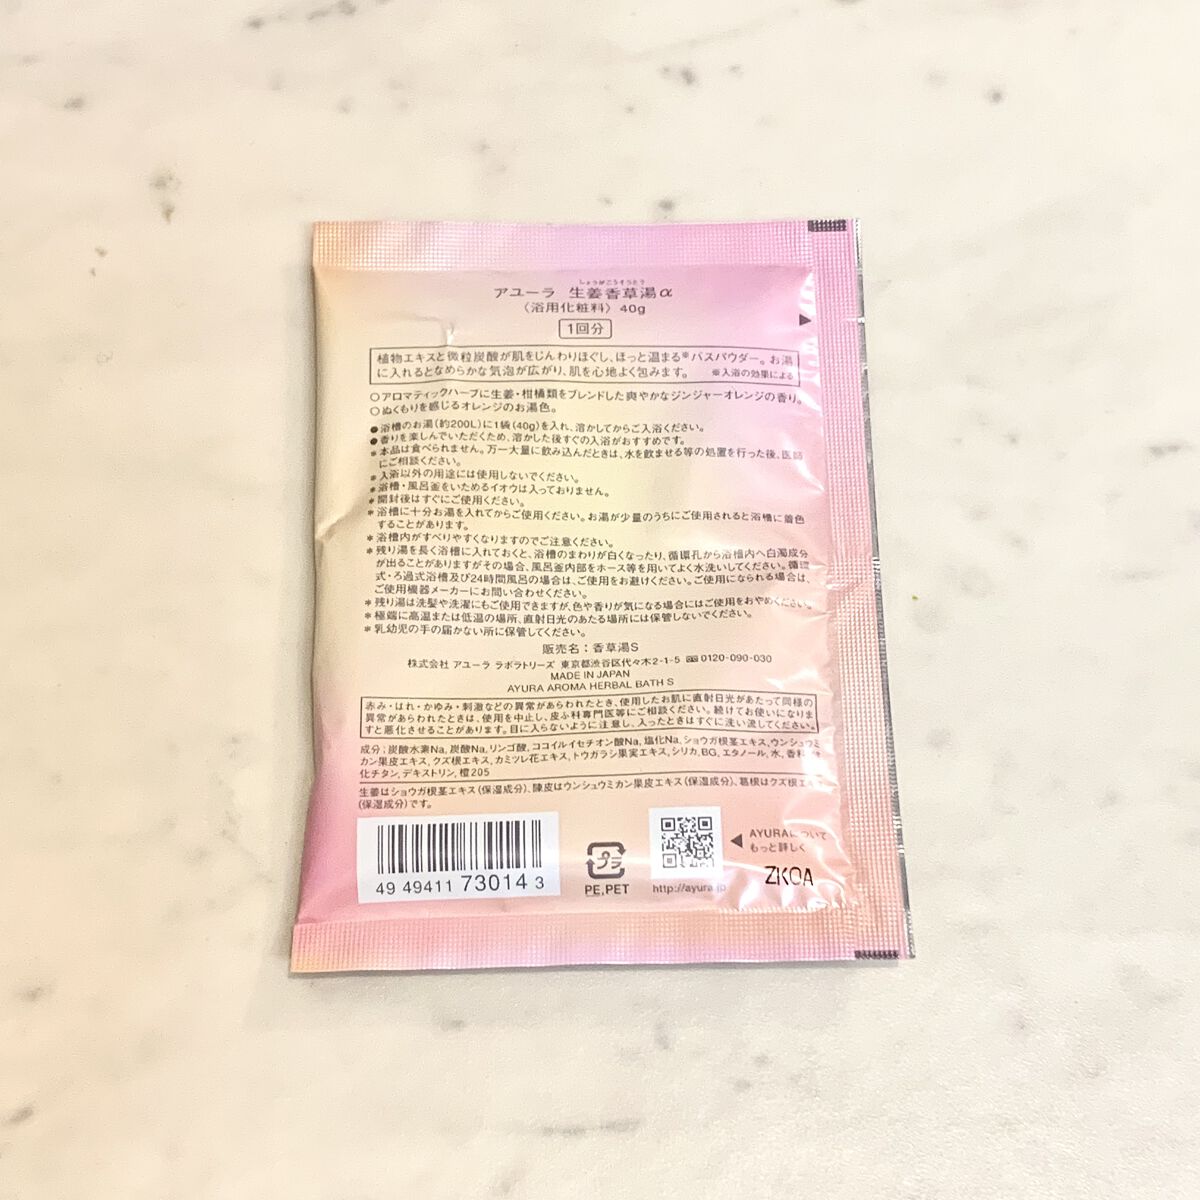 しょうがこうそうとう
アユーラ 生姜香草湯α
〈浴用化粧料〉 40g
1回分
植物エキスと微粒炭酸が肌をじんわりほぐし、ほっと温まる※バスパウダー。お湯
に入れるとなめらかな気泡が広がり、肌を心地よく包みます。 ※入浴の効果による
○アロマティックハーブに生姜・柑橘類をブレンドした爽やかなジンジャーオレンジの香り。
○ぬくもりを感じるオレンジのお湯色。
●浴槽のお湯(約200L)に1袋(40g)を入れ、溶かしてからご入浴ください。
●香りを楽しんでいただくため、溶かした後すぐの入浴がおすすめです。
*本品は食べられません。万一大量に飲み込んだときは、水を飲ませる等の処置を行った後、医師
にご相談ください。
*入浴以外の用途には使用しないでください。
*浴槽・風呂釜をいためるイオウは入っておりません。
*開封後はすぐにご使用ください。
*浴槽に十分お湯を入れてからご使用ください。お湯が少量のうちにご使用されると浴槽に着色
することがあります。
*浴槽内がすべりやすくなりますのでご注意ください。
*残り湯を長く浴槽に入れておくと、浴槽のまわりが白くなったり、循環孔から浴槽内へ白濁成分
が出ることがありますがその場合、風呂釜内部をホース等を用いてよく水洗いしてください。循環
式・ろ過式浴槽及び24時間風呂の場合は、ご使用をお避けください。ご使用になられる場合は、
ご使用機器メーカーにお問い合わせください。
*残り湯は洗髪や洗濯にもご使用できますが、色や香りが気になる場合にはご使用をおやめください。
*極端に高温または低温の場所、直射日光のあたる場所には保管しないでください。
*乳幼児の手の届かない所に保管してください。
販売名:香草湯S
株式会社 アユーラ ラボラトリーズ 東京都渋谷区代々木2-1-5 0120-090-030
MADE IN JAPAN
AYURA AROMA HERBAL BATH S
赤み・はれ・かゆみ・刺激などの異常があらわれたとき、使用したお肌に直射日光があたって同様の
異常があらわれたときは、使用を中止し、皮ふ科専門医等にご相談ください。続けてお使いになりま
すと悪化させることがあります。目に入らないように注意し、入ったときはすぐに洗い流してください。
成分:炭酸水素Na, 炭酸Na, リンゴ酸, ココイルイセチオン酸Na, 塩化Na, ショウガ根茎エキス, ウンシュウミ
カン果皮エキス, クズ根エキス, カミツレ花エキス, トウガラシ果実エキス, シリカ, BG, エタノール, 水, 香料,
化チタン, デキストリン, 橙205
生姜はショウガ根茎エキス(保湿成分)、陳皮はウンシュウミカン果皮エキス(保湿成分)、葛根はクズ根エキス
(保湿成分)です。
4 949411 730143
プラ
PE,PET
http://ayura.jp
AYURAについて
もっと詳しく
ZKOA